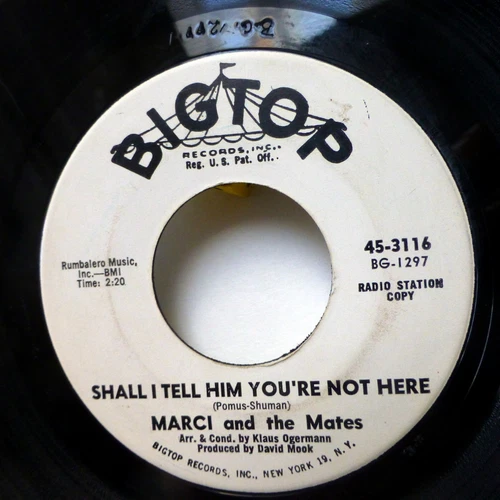 BIGTOP
RECORDS, INC.
Reg. U. S. Pat. Off.
Rumbalero Music,
Inc.—BMI
Time: 2:20
45-3116
BG-1297
RADIO STATION
COPY
SHALL I TELL HIM YOU'RE NOT HERE
(Pomus-Shuman)
MARCI and the Mates
Arr. & Cond. by Klaus Ogermann
Produced by David Mook
BIGTOP RECORDS, INC., NEW YORK 19, N. Y.